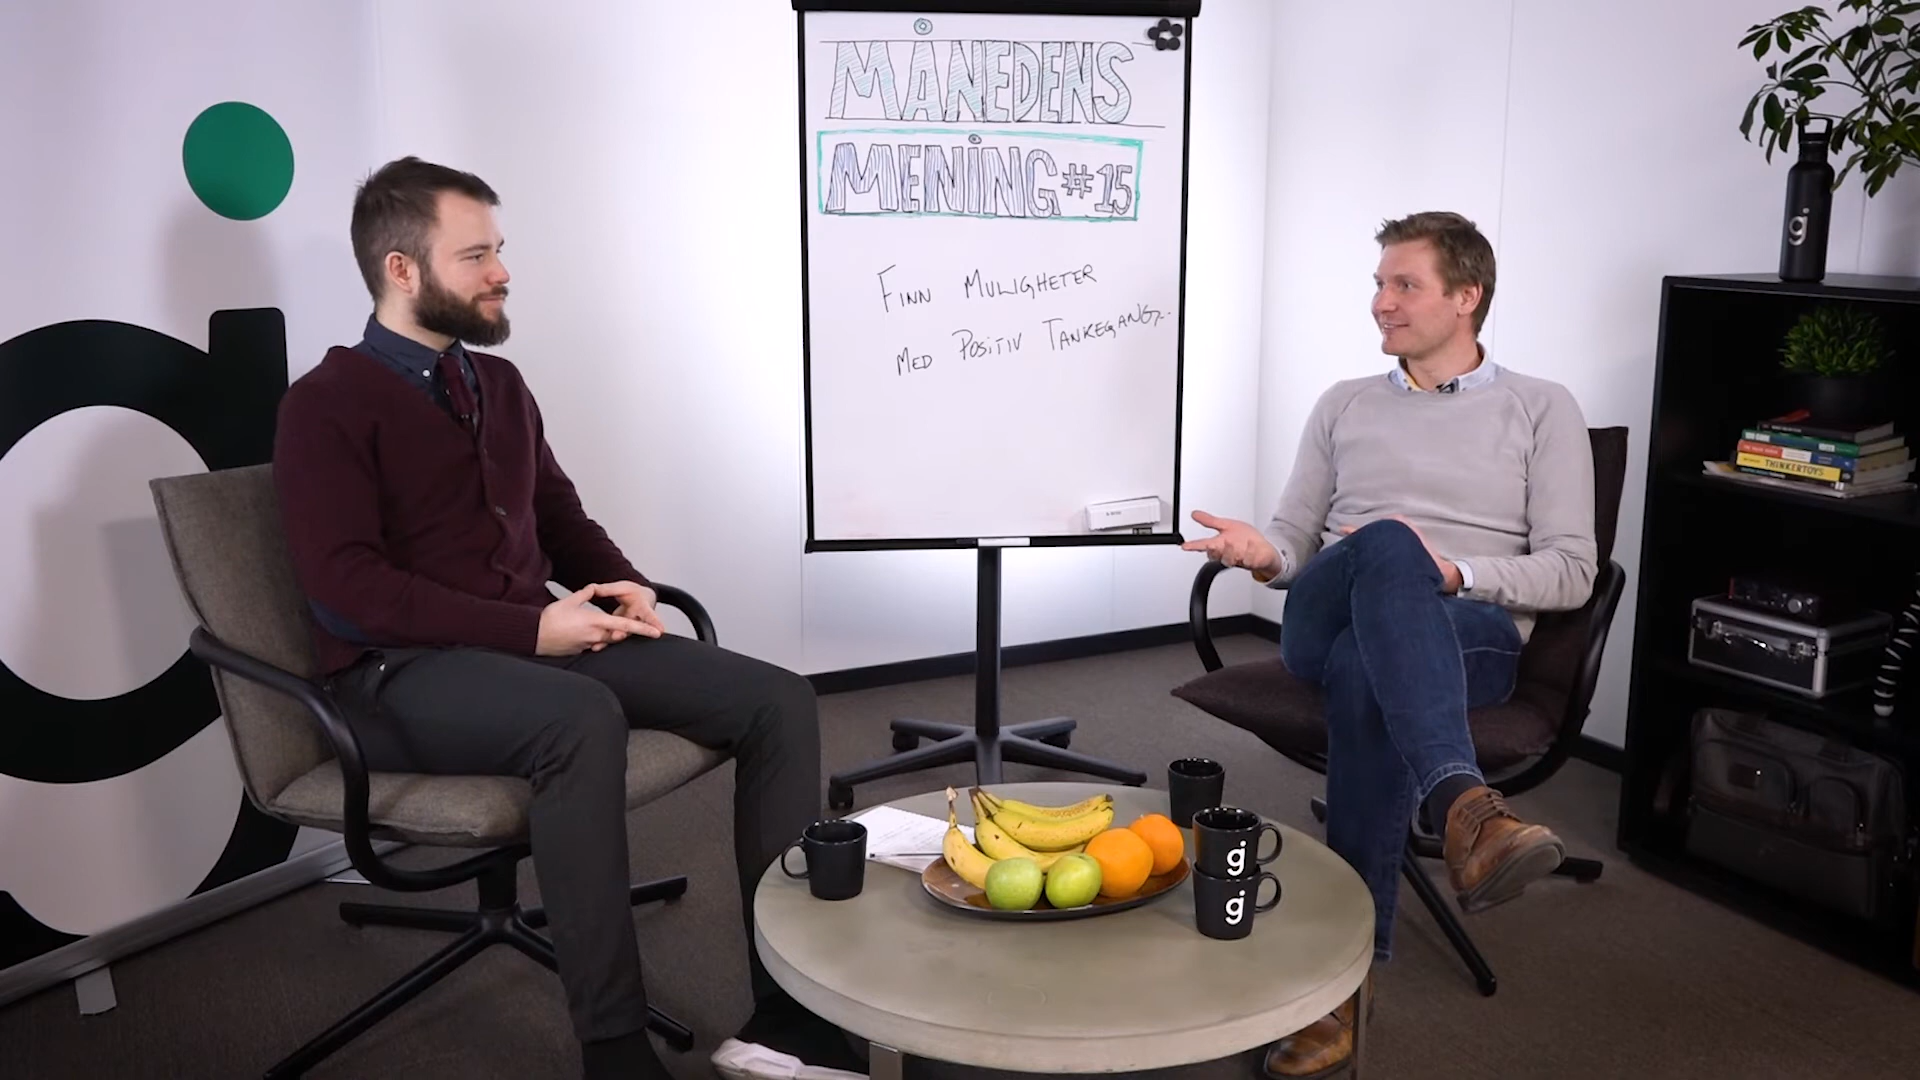 MÅNEDENS
MENING #15
FINN MULIGHETER
MED POSITIV TANKEGANG...
THINKERTOYS
g.
g.
g.